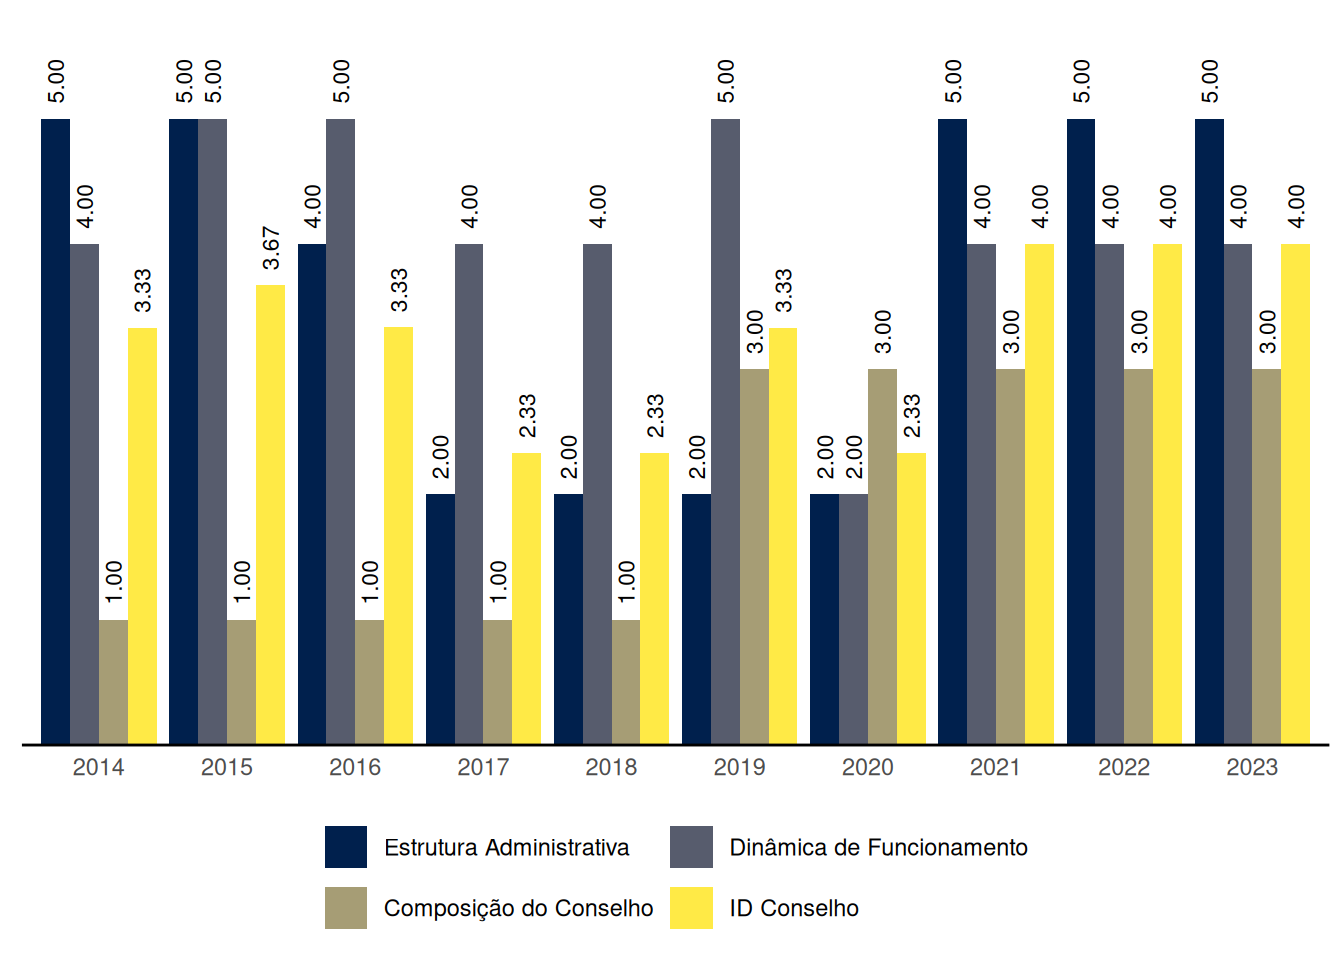 5.00 4.00 1.00 3.33 5.00 5.00 1.00 3.67 4.00 5.00 1.00 3.33 2.00 4.00 1.00 2.33 2.00 4.00 1.00 2.33 2.00 5.00 3.00 3.33 2.00 2.00 3.00 2.33 5.00 4.00 3.00 4.00 5.00 4.00 3.00 4.00 5.00 4.00 3.00 4.00
2014 2015 2016 2017 2018 2019 2020 2021 2022 2023
Estrutura Administrativa Dinâmica de Funcionamento
Composição do Conselho ID Conselho